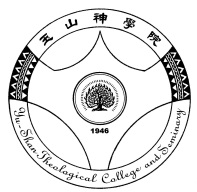 玉山神學院
1946
Yu-Shan Theological College and Seminary